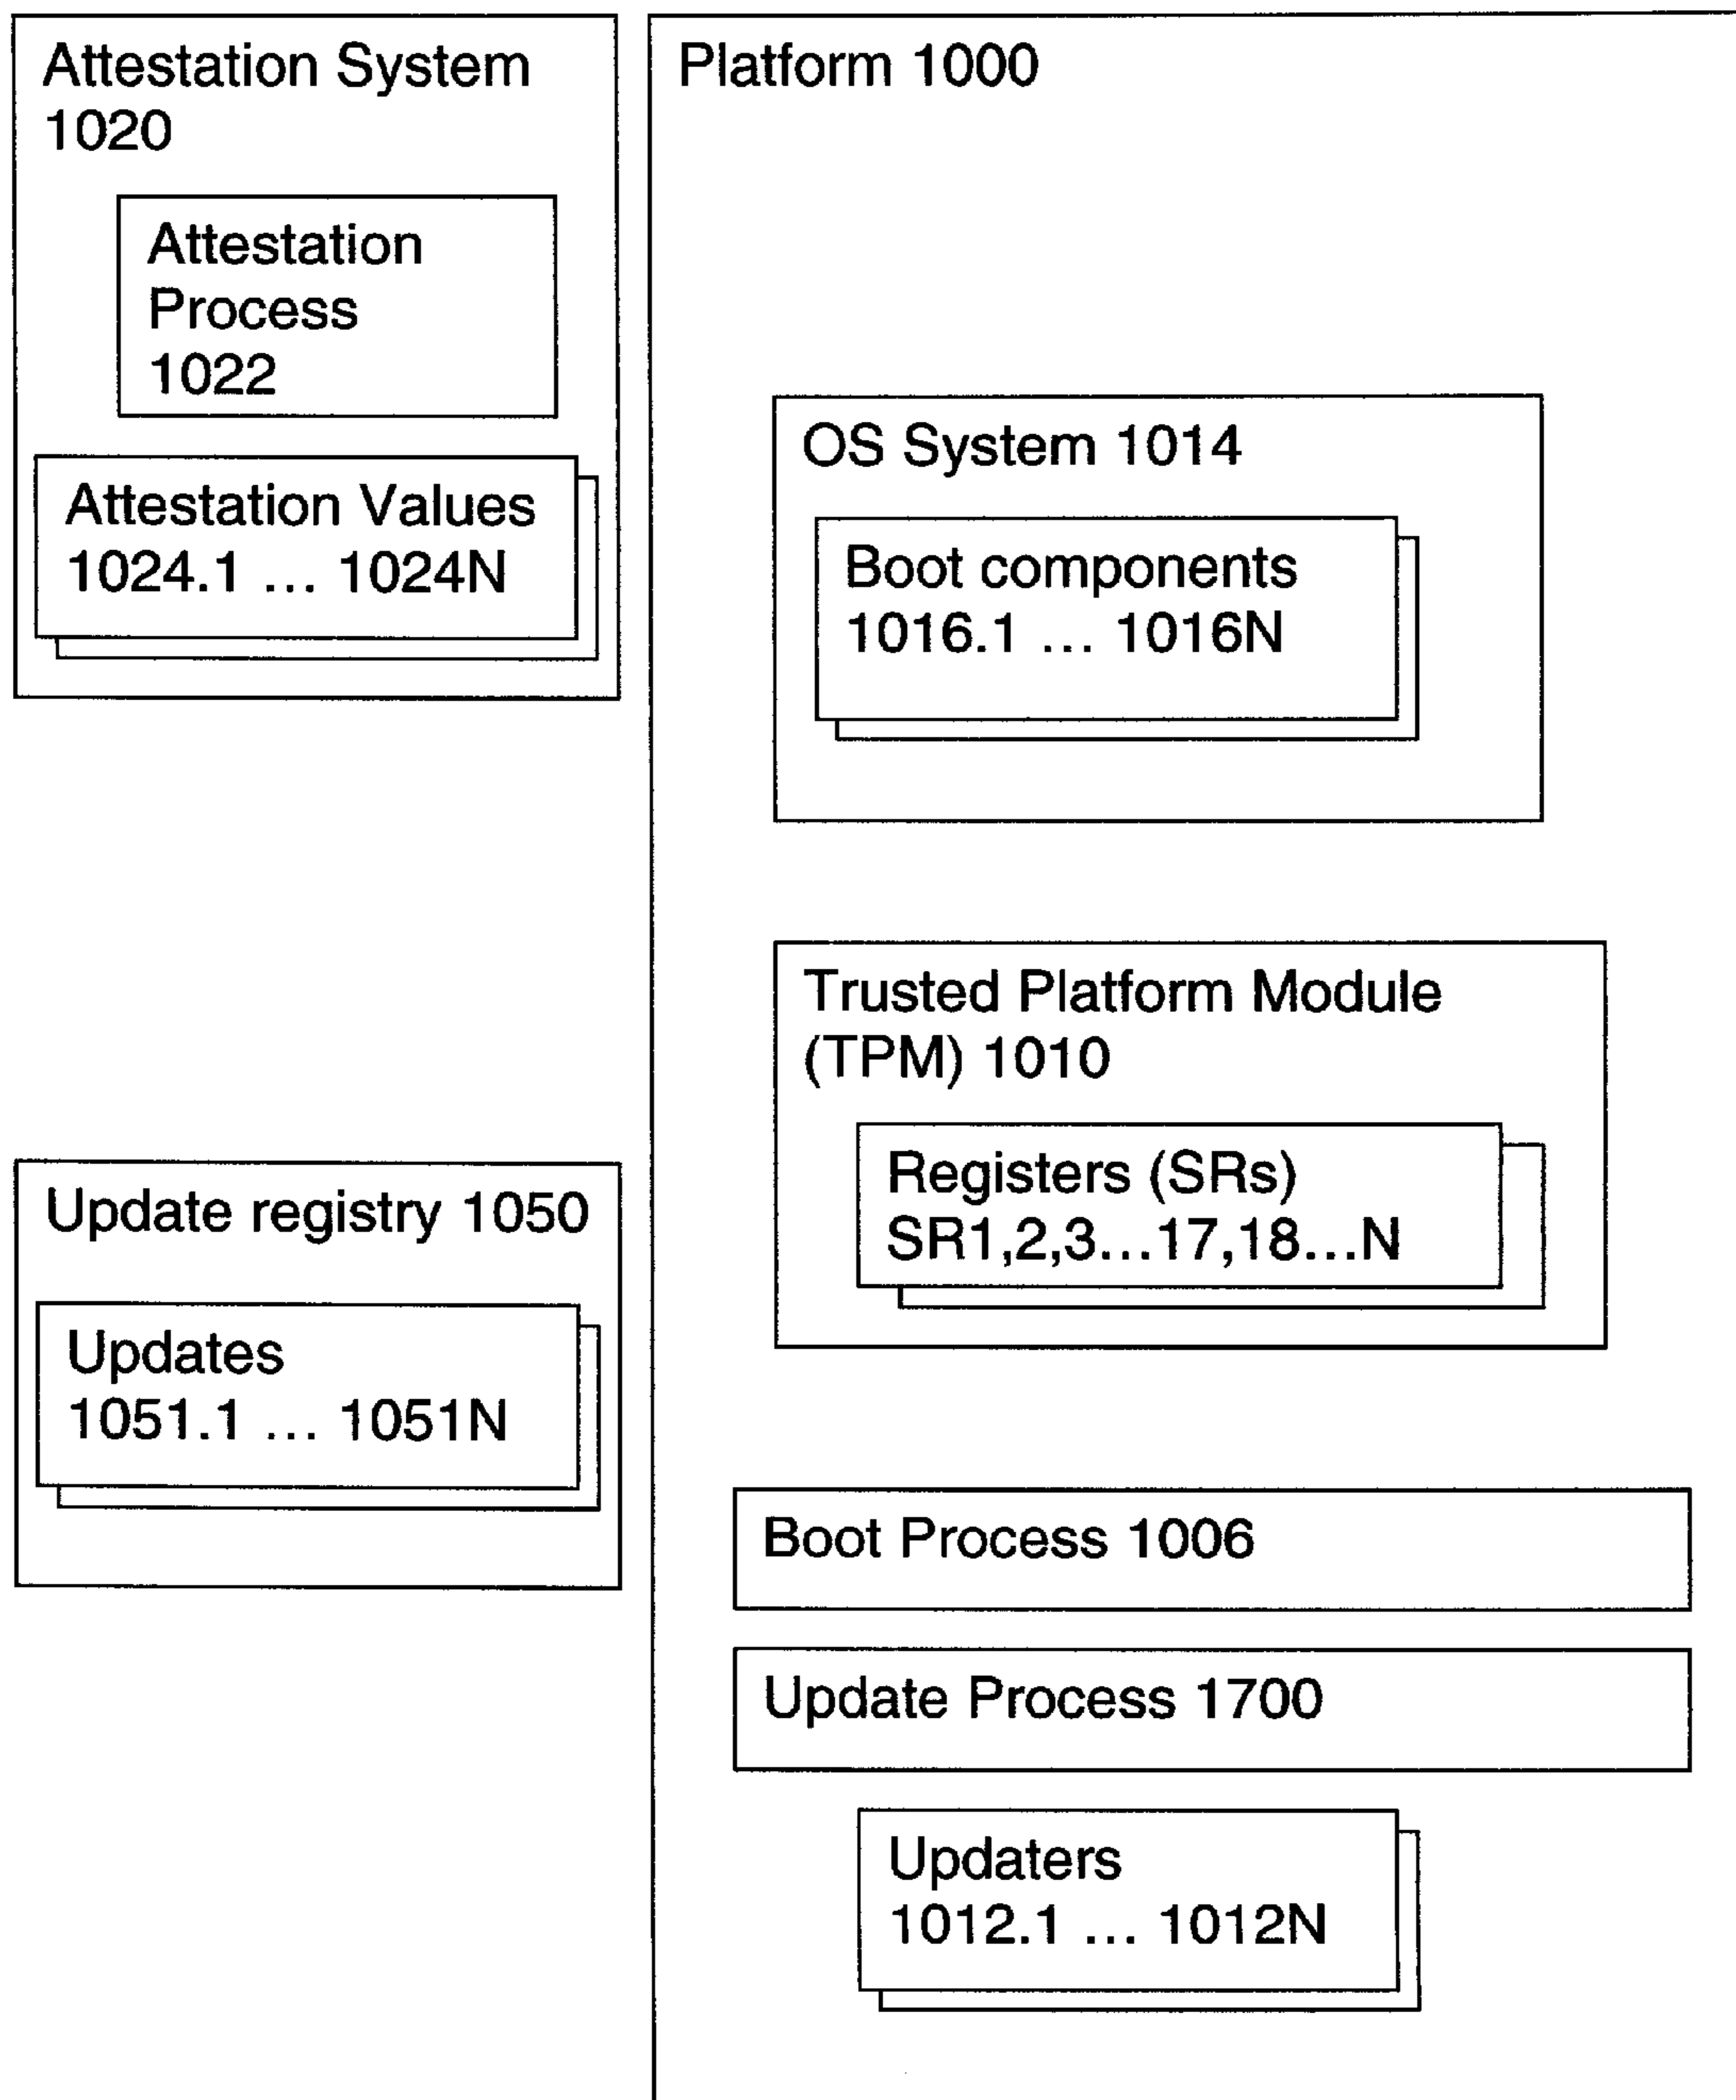 Attestation System
1020
Attestation
Process
1022
Attestation Values
1024.1 ... 1024N
Update registry 1050
Updates
1051.1 ... 1051N
Platform 1000
OS System 1014
Boot components
1016.1 ... 1016N
Trusted Platform Module
(TPM) 1010
Registers (SRs)
SR1,2,3...17,18...N
Boot Process 1006
Update Process 1700
Updaters
1012.1 ... 1012N